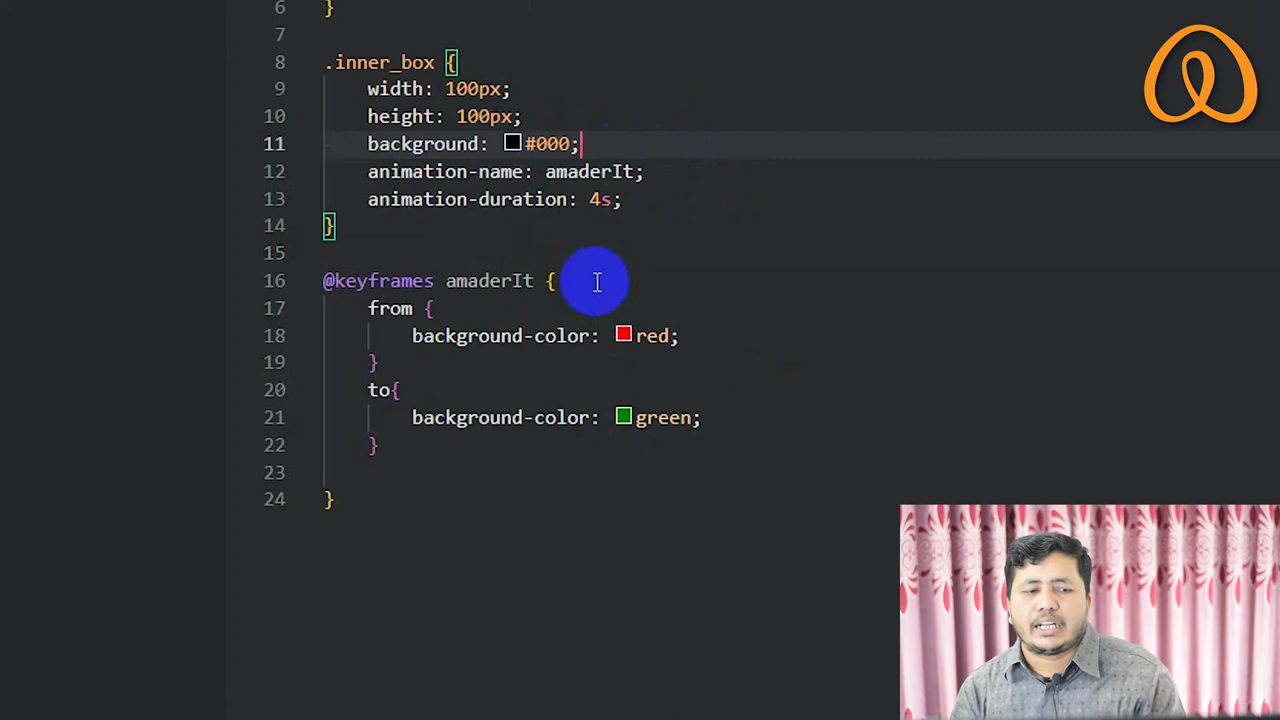 6 }
7
8 .inner_box {
9 width: 100px;
10 height: 100px;
11 background: #000;
12 animation-name: amaderIt;
13 animation-duration: 4s;
14 }
15
16 @keyframes amaderIt {
17 from {
18 background-color: red;
19 }
20 to{
21 background-color: green;
22 }
23
24 }